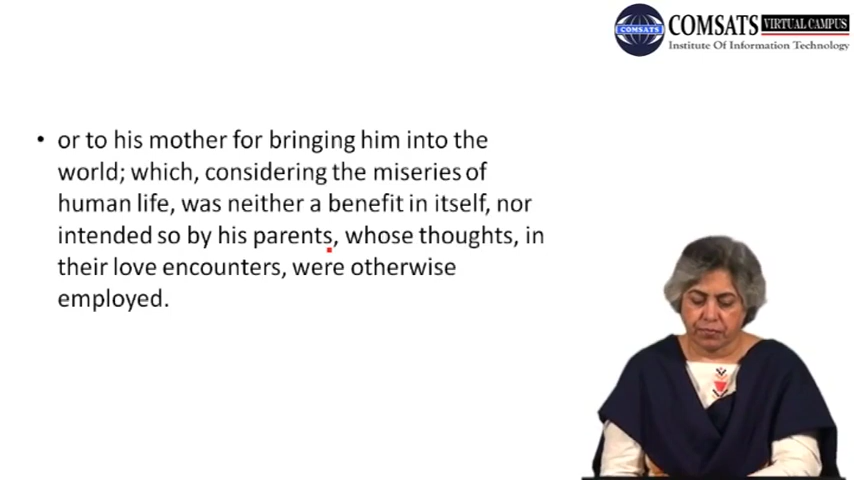 COMSATS VIRTUAL CAMPUS
COMSATS
Institute Of Information Technology
• or to his mother for bringing him into the
world; which, considering the miseries of
human life, was neither a benefit in itself, nor
intended so by his parents, whose thoughts, in
their love encounters, were otherwise
employed.